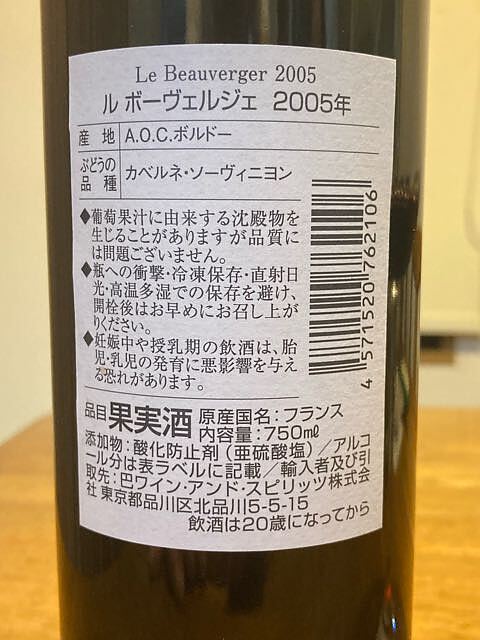 Le Beauverger 2005
ル ボーヴェルジェ 2005年
産 地 A.O.C.ボルドー
ぶどうの
品 種 カベルネ・ソーヴィニヨン
◆葡萄果汁に由来する沈殿物を
生じることがありますが品質に
は問題ございません。
◆瓶への衝撃・冷凍保存・直射日
光・高温多湿での保存を避け、
開栓後はお早めにお召し上が
りください。
◆妊娠中や授乳期の飲酒は、胎
児・乳児の発育に悪影響を与え
る恐れがあります。
4 571520 762106
品目 果実酒 原産国名：フランス
内容量：750㎖
添加物：酸化防止剤（亜硫酸塩）／アルコ
ール分は表ラベルに記載／輸入者及び引
取先：巴ワイン・アンド・スピリッツ株式会
社 東京都品川区北品川5-5-15
飲酒は20歳になってから